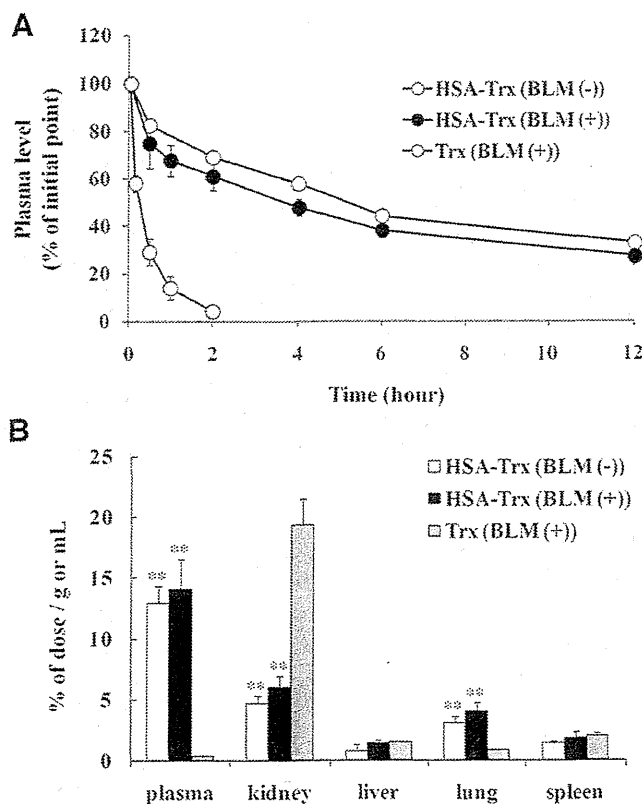 A
120
100
80
60
40
20
0
Plasma level
(% of initial point)
HSA-Trx (BLM (-))
HSA-Trx (BLM (+))
Trx (BLM (+))
0 2 4 6 8 10 12
Time (hour)
B
25
20
15
10
5
0
% of dose / g or mL
HSA-Trx (BLM (-))
HSA-Trx (BLM (+))
Trx (BLM (+))
** ** ** ** ** **
plasma kidney liver lung spleen